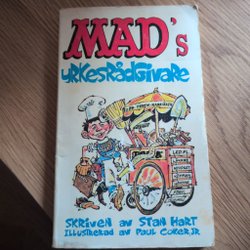 MAD's
YRKESRÅDGIVARE
SKRIVEN AV STAN HART
ILLUSTRERAD AV PAUL COKER, JR.